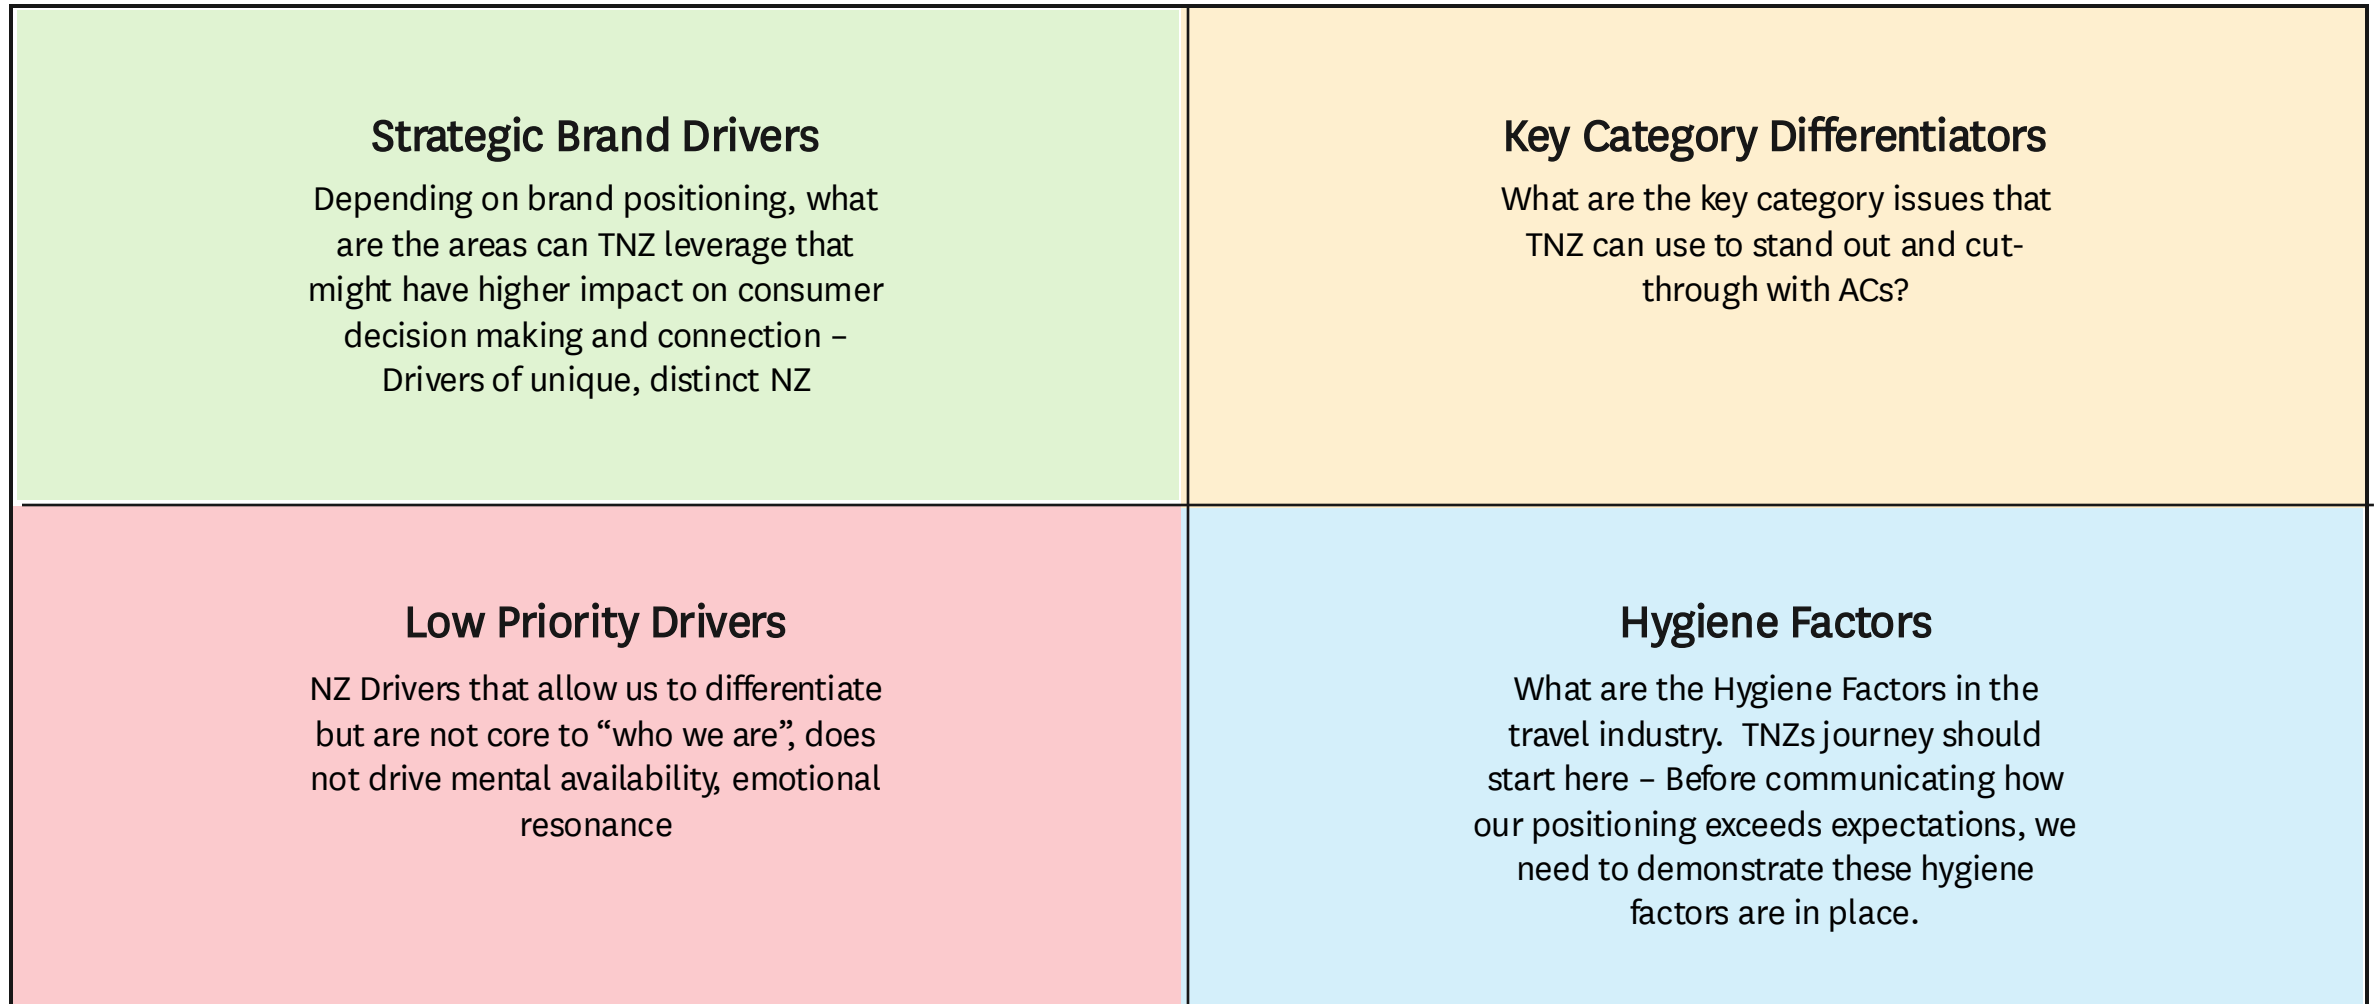 Strategic Brand Drivers
Depending on brand positioning, what
are the areas can TNZ leverage that
might have higher impact on consumer
decision making and connection –
Drivers of unique, distinct NZ
Key Category Differentiators
What are the key category issues that
TNZ can use to stand out and cut-
through with ACs?
Low Priority Drivers
NZ Drivers that allow us to differentiate
but are not core to “who we are”, does
not drive mental availability, emotional
resonance
Hygiene Factors
What are the Hygiene Factors in the
travel industry.  TNZs journey should
start here – Before communicating how
our positioning exceeds expectations, we
need to demonstrate these hygiene
factors are in place.